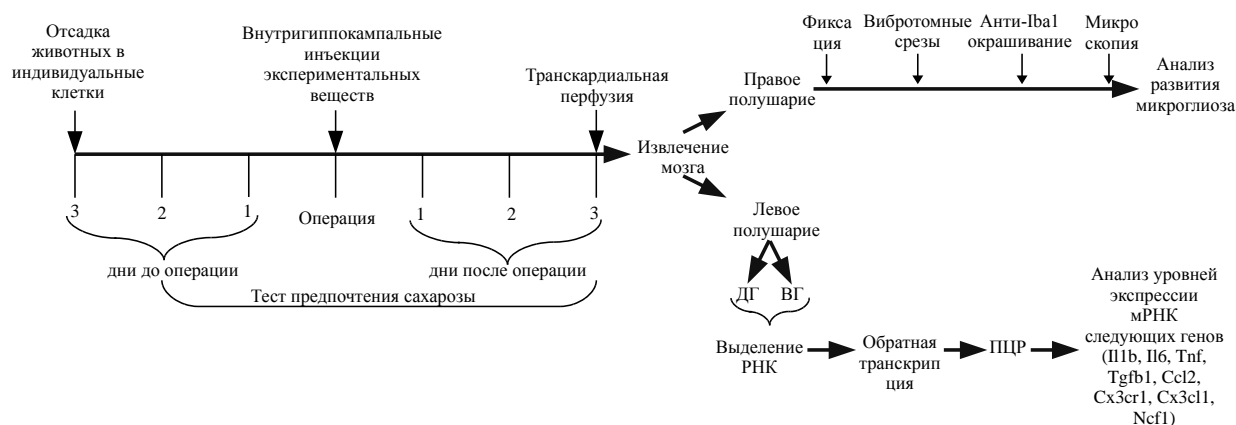 Отсадка
животных в
индивидуальные
клетки
Внутригиппокампальные
инъекции
экспериментальных
веществ
Транскардиальная
перфузия
3
2
1
Операция
1
2
3
дни до операции
дни после операции
Тест предпочтения сахарозы
Извлечение
мозга
Правое
полушарие
Фикса
ция
Вибротомные
срезы
Анти-Iba1
окрашивание
Микро
скопия
Анализ
развития
микроглиоза
Левое
полушарие
ДГ
ВГ
Выделение
РНК
Обратная
транскрип
ция
ПЦР
Анализ уровней
экспрессии
мРНК
следующих генов
(Il1b, Il6, Tnf,
Tgfb1, Ccl2,
Cx3cr1, Cx3cl1,
Ncf1)